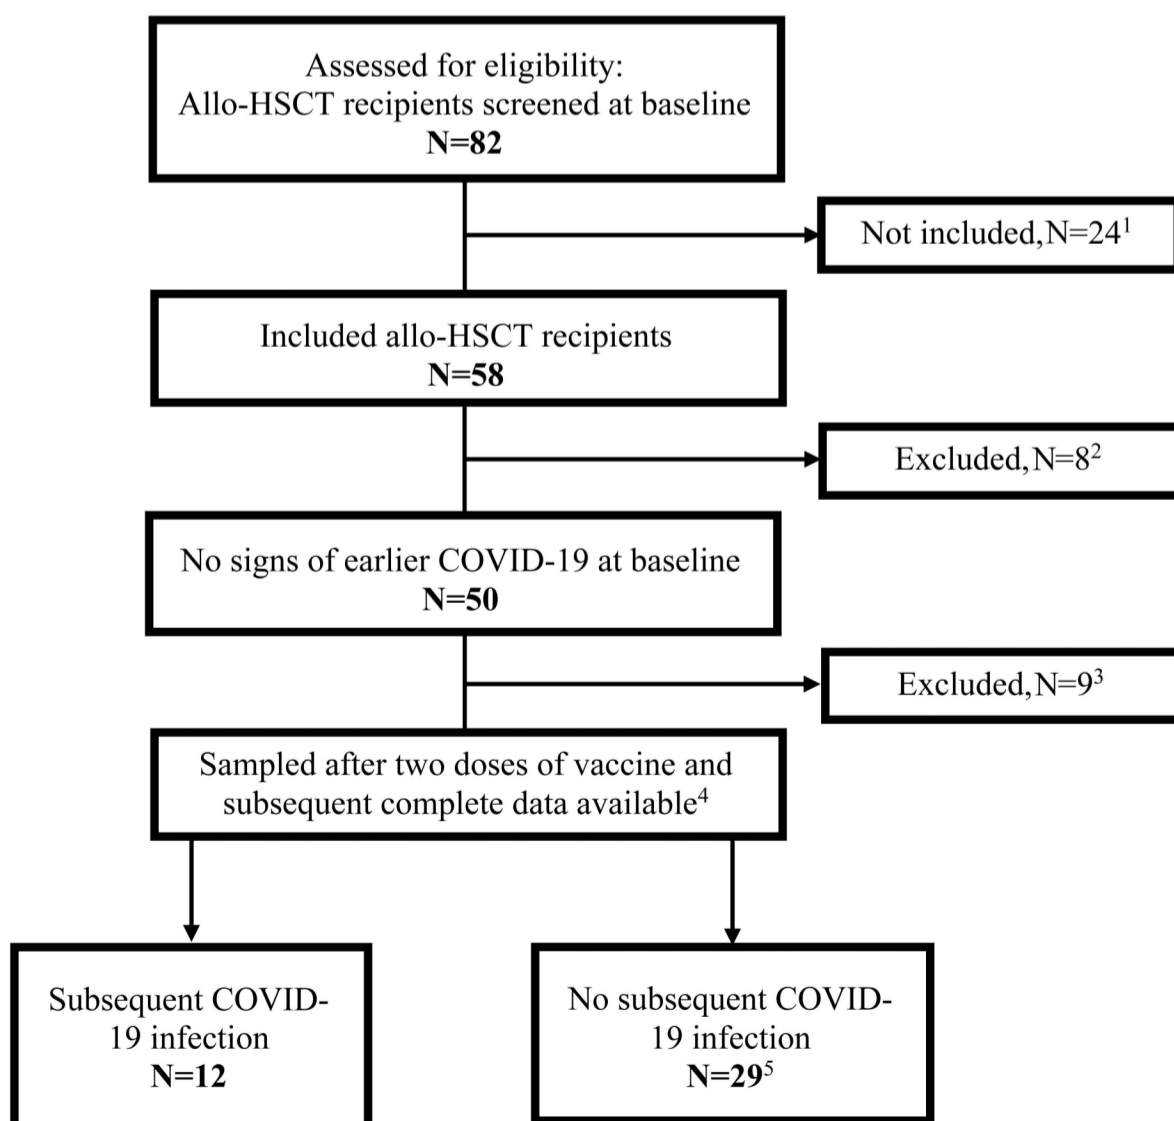 Assessed for eligibility:
Allo-HSCT recipients screened at baseline
N=82
Not included,N=24¹
Included allo-HSCT recipients
N=58
Excluded,N=8²
No signs of earlier COVID-19 at baseline
N=50
Excluded,N=9³
Sampled after two doses of vaccine and
subsequent complete data available⁴
Subsequent COVID-
19 infection
N=12
No subsequent COVID-
19 infection
N=29⁵